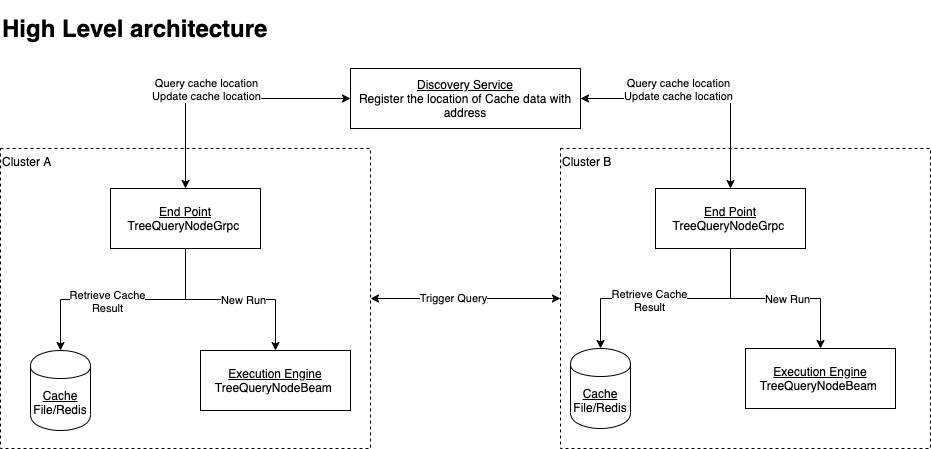 High Level architecture
Query cache location
Update cache location
Discovery Service
Register the location of Cache data with
address
Query cache location
Update cache location
Cluster A
Cluster B
End Point
TreeQueryNodeGrpc
End Point
TreeQueryNodeGrpc
Retrieve Cache
Result
New Run
Trigger Query
Retrieve Cache
Result
New Run
Cache
File/Redis
Execution Engine
TreeQueryNodeBeam
Cache
File/Redis
Execution Engine
TreeQueryNodeBeam